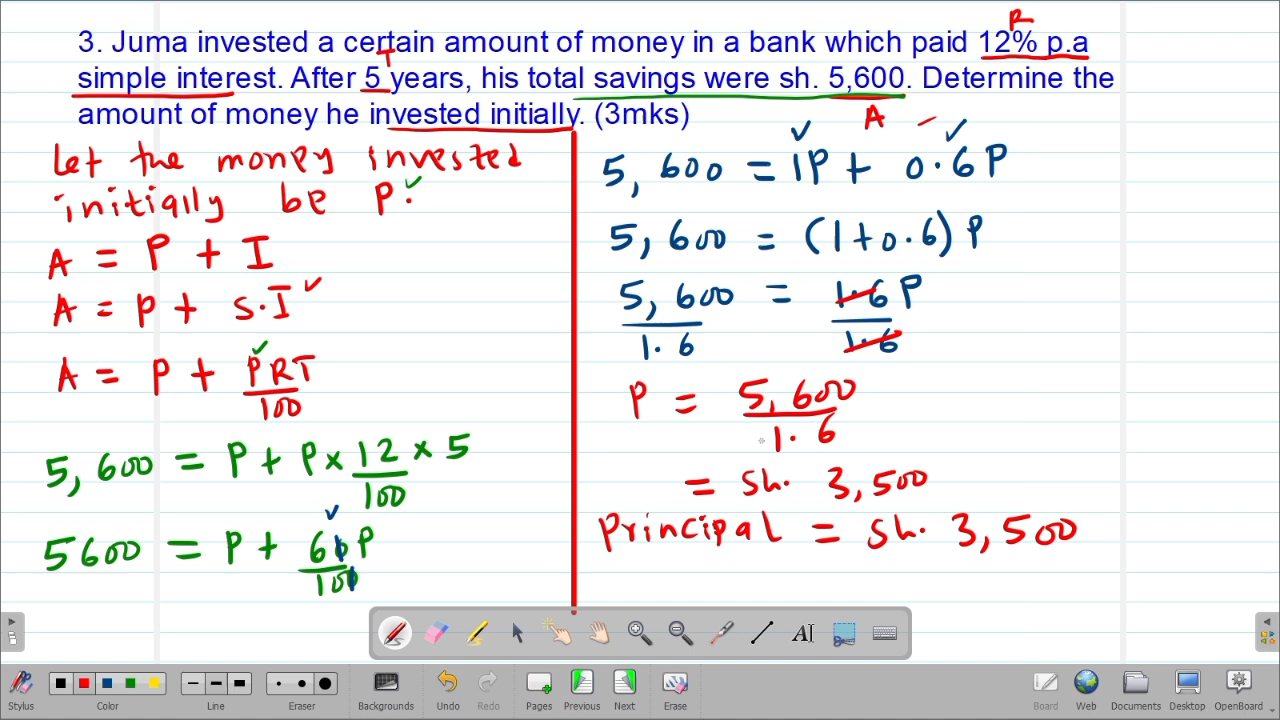 3. Juma invested a certain amount of money in a bank which paid 12% p.a
simple interest. After 5 years, his total savings were sh. 5,600. Determine the
amount of money he invested initially. (3mks)
R
T
A
Let the money invested
initially be P.
A = P + I
A = P + S.I
A = P + PRT
100
5,600 = P + P × 12 × 5
100
5600 = P + 60P
100
5,600 = 1P + 0.6P
5,600 = (1+0.6)P
5,600 = 1.6P
1.6 1.6
P = 5,600
1.6
= Sh. 3,500
Principal = Sh. 3,500
Stylus
Color
Line
Eraser
Backgrounds
Undo
Redo
Pages
Previous
Next
Erase
Board
Web
Documents
Desktop
OpenBoard